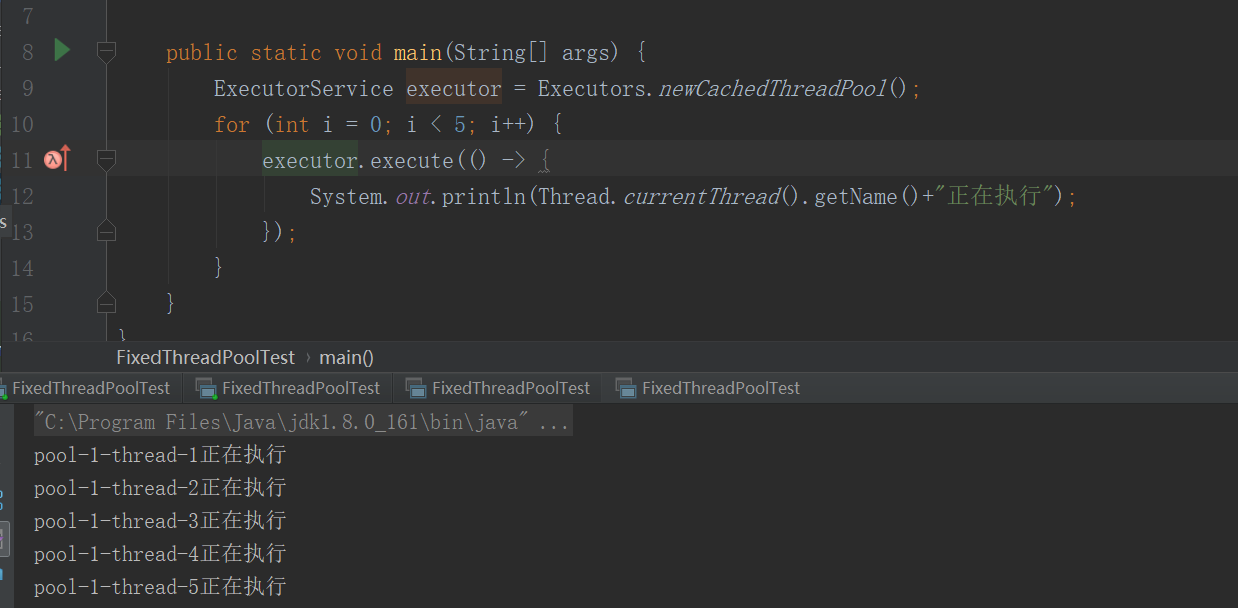 7
8 public static void main(String[] args) {
9 ExecutorService executor = Executors.newCachedThreadPool();
10 for (int i = 0; i < 5; i++) {
11 executor.execute(() -> {
12 System.out.println(Thread.currentThread().getName()+"正在执行");
13 });
14 }
15 }
16 }
FixedThreadPoolTest › main()
FixedThreadPoolTest FixedThreadPoolTest FixedThreadPoolTest FixedThreadPoolTest
"C:\Program Files\Java\jdk1.8.0_161\bin\java" ...
pool-1-thread-1正在执行
pool-1-thread-2正在执行
pool-1-thread-3正在执行
pool-1-thread-4正在执行
pool-1-thread-5正在执行